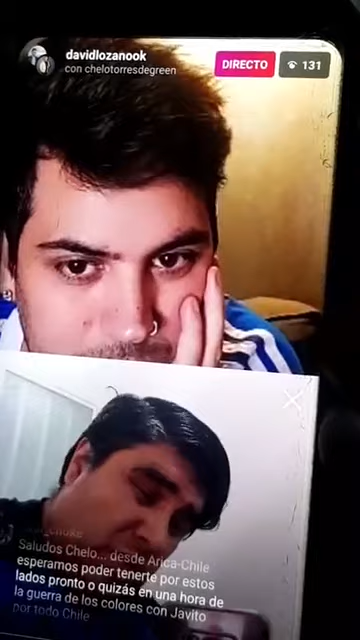 davidlozanook
con chelotorresdegreen
DIRECTO
131
Saludos Chelo... desde Arica-Chile
esperamos poder tenerte por estos
lados pronto o quizás en una hora de
la guerra de los colores con Javito
por todo Chile